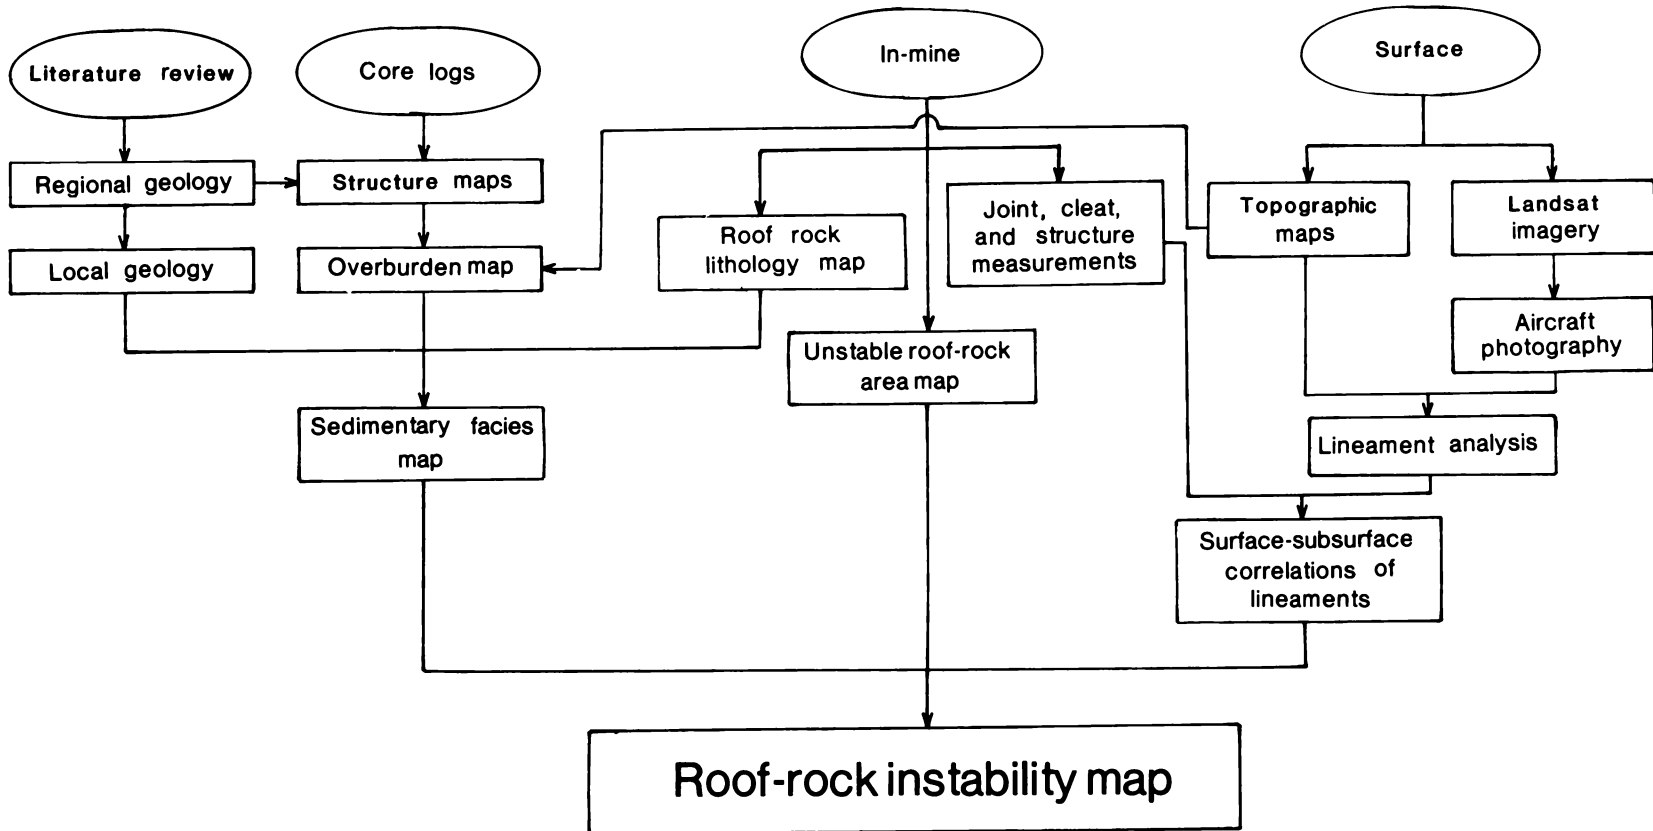 Literature review
Core logs
In-mine
Surface
Regional geology
Structure maps
Roof rock
lithology map
Joint, cleat,
and structure
measurements
Topographic
maps
Landsat
imagery
Local geology
Overburden map
Unstable roof-rock
area map
Aircraft
photography
Sedimentary facies
map
Lineament analysis
Surface-subsurface
correlations of
lineaments
Roof-rock instability map